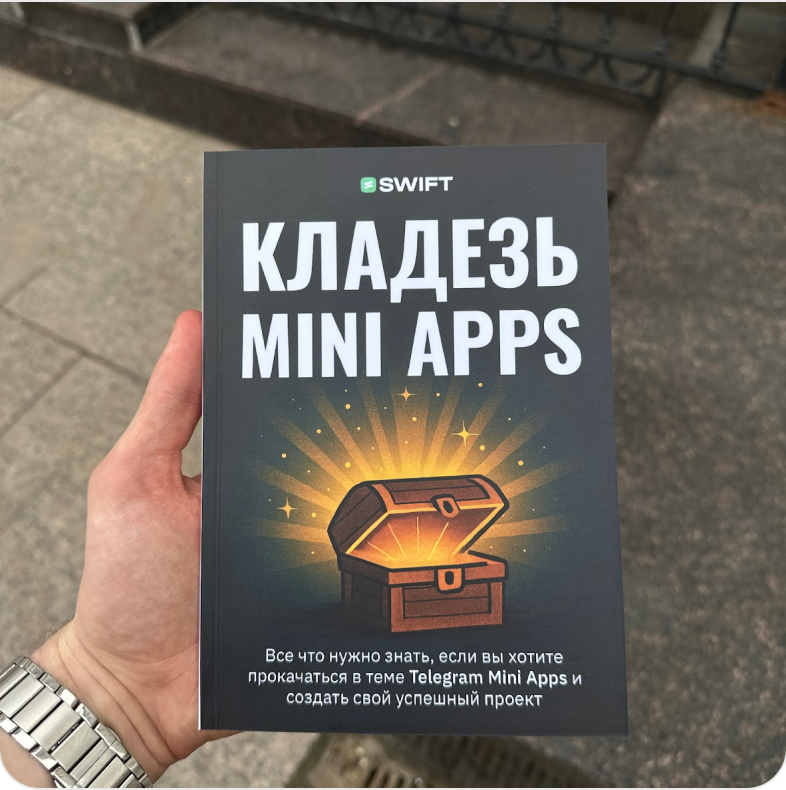 SWIFT
КЛАДЕЗЬ
MINI APPS
Все что нужно знать, если вы хотите
прокачаться в теме Telegram Mini Apps и
создать свой успешный проект